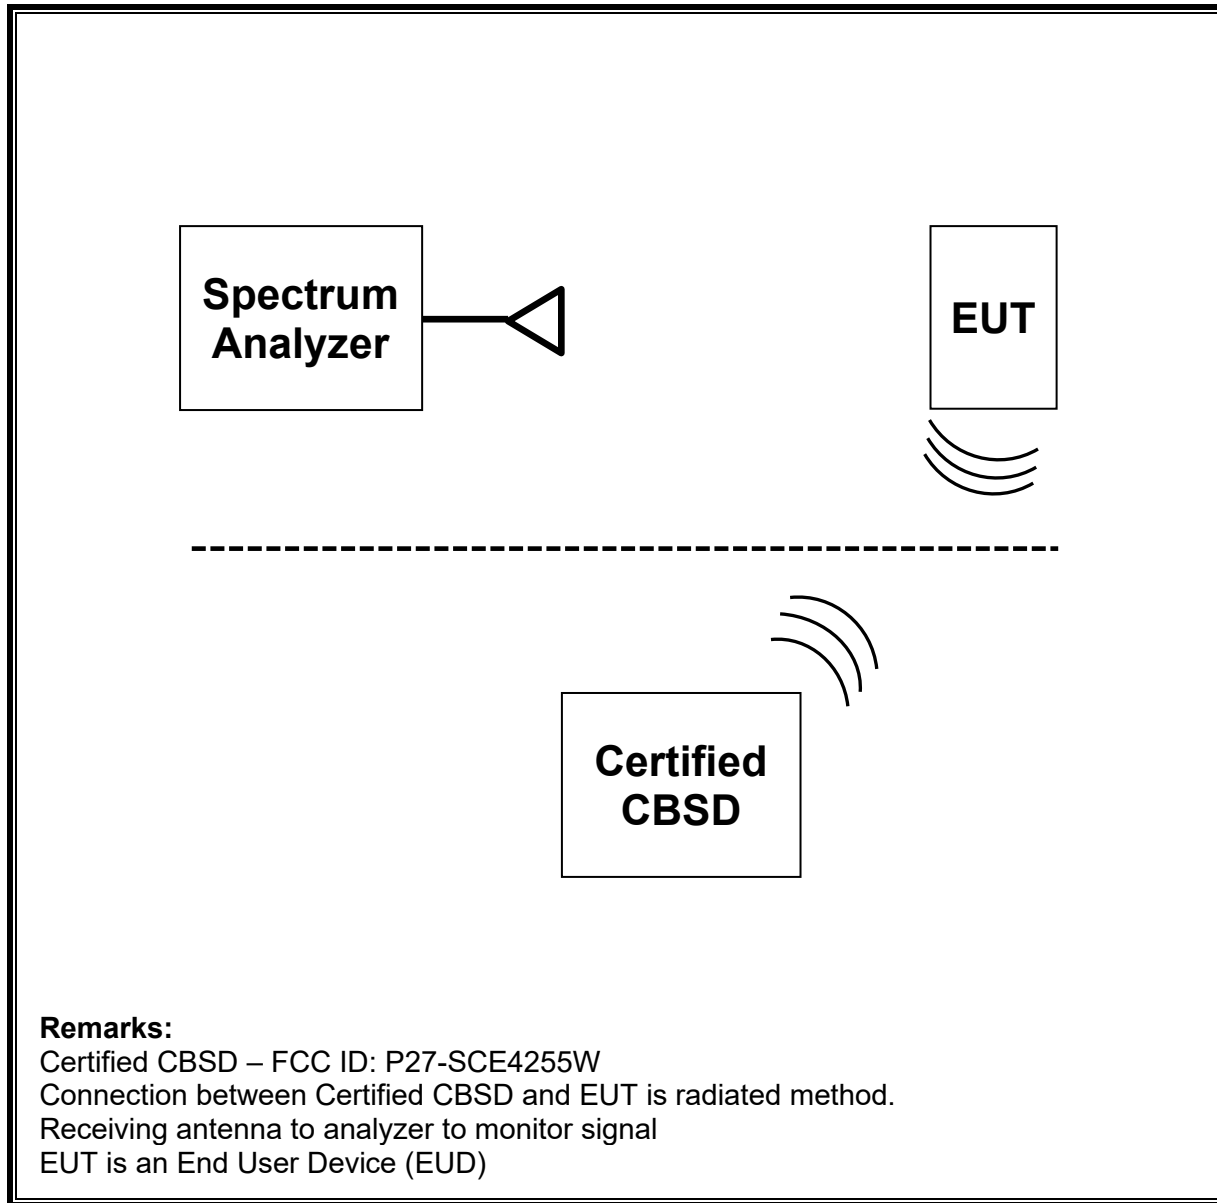 Spectrum
Analyzer
EUT
Certified
CBSD
Remarks:
Certified CBSD – FCC ID: P27-SCE4255W
Connection between Certified CBSD and EUT is radiated method.
Receiving antenna to analyzer to monitor signal
EUT is an End User Device (EUD)